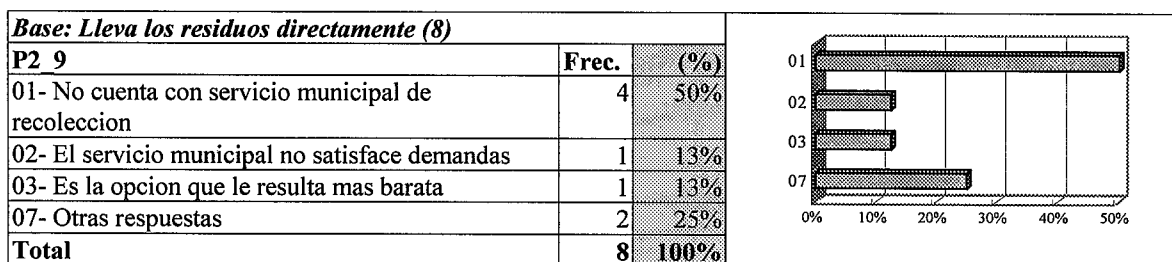 Base: Lleva los residuos directamente (8)
P2_9 Frec. (%)
01- No cuenta con servicio municipal de 4 50%
recoleccion
02- El servicio municipal no satisface demandas 1 13%
03- Es la opcion que le resulta mas barata 1 13%
07- Otras respuestas 2 25%
Total 8 100%
01
02
03
07
0% 10% 20% 30% 40% 50%